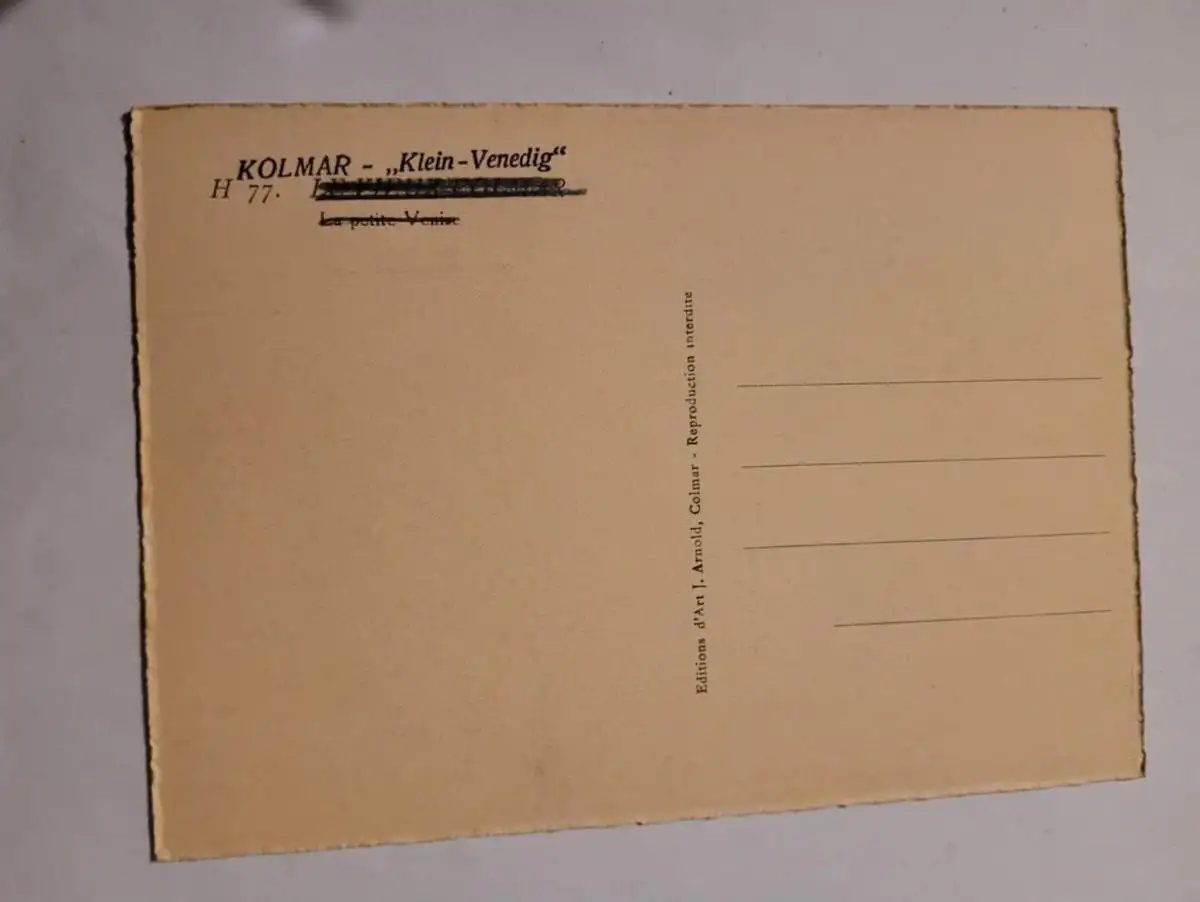 KOLMAR - „Klein-Venedig“
H 77.
La petite Venise
Editions d'Art J. Arnold, Colmar - Reproduction interdite